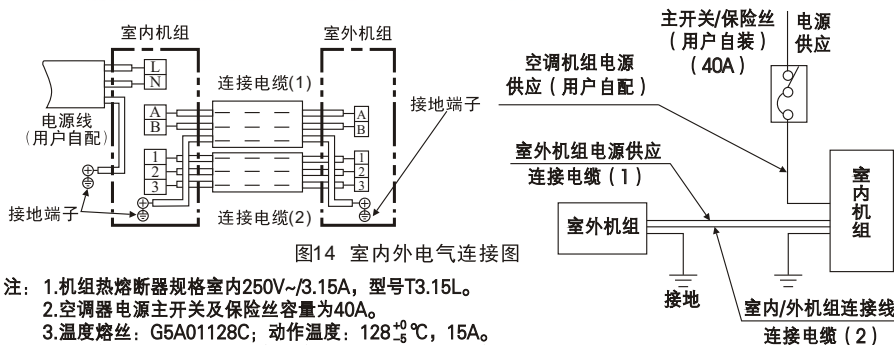 室内机组
室外机组
L
N
电源线
(用户自配)
A
B
1
2
3
连接电缆(1)
连接电缆(2)
A
B
1
2
3
接地端子
接地端子
图14 室内外电气连接图
主开关/保险丝
(用户自装)
(40A)
电源
供应
空调机组电源
供应(用户自配)
室外机组电源供应
连接电缆(1)
室外机组
室内机组
接地
室内/外机组连接线
连接电缆(2)
注: 1.机组热熔断器规格室内250V~/3.15A, 型号T3.15L。
2.空调器电源主开关及保险丝容量为40A。
3.温度熔丝: G5A01128C; 动作温度: 128 +0 -5 ℃, 15A。